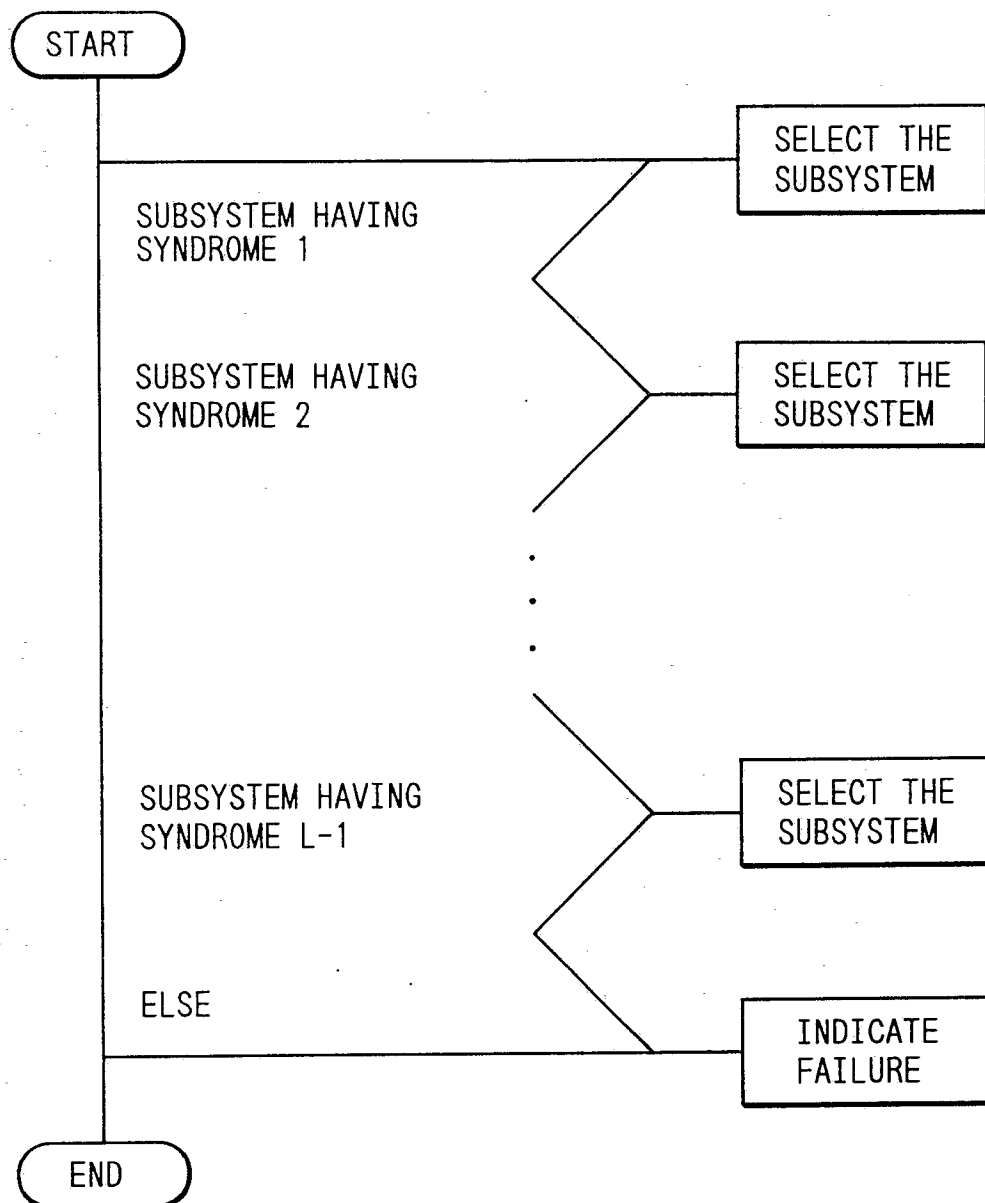 START
SELECT THE
SUBSYSTEM
SUBSYSTEM HAVING
SYNDROME 1
SUBSYSTEM HAVING
SYNDROME 2
SELECT THE
SUBSYSTEM
SUBSYSTEM HAVING
SYNDROME L-1
SELECT THE
SUBSYSTEM
ELSE
INDICATE
FAILURE
END